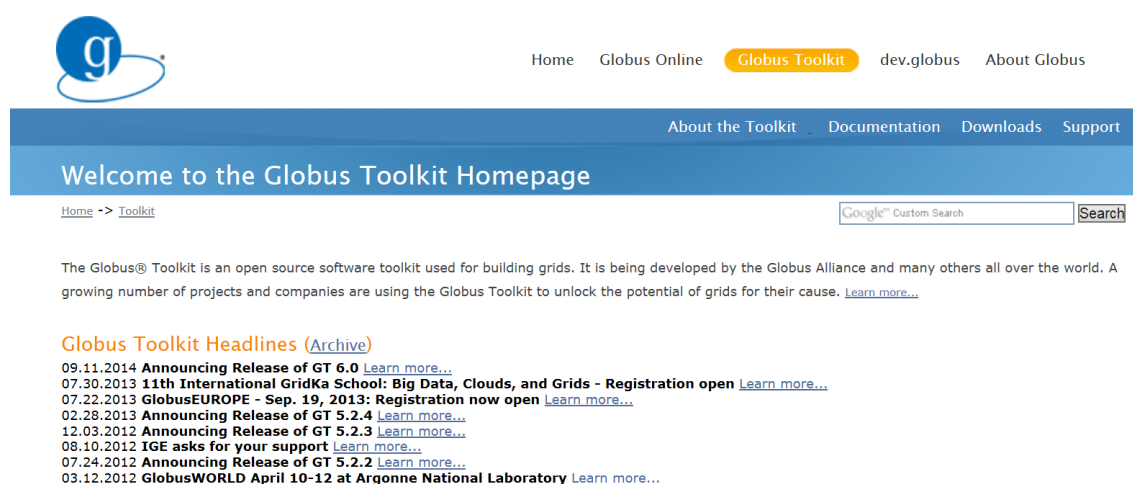 g
Home Globus Online Globus Toolkit dev.globus About Globus
About the Toolkit Documentation Downloads Support
Welcome to the Globus Toolkit Homepage
Home -> Toolkit
Google™ Custom Search Search
The Globus® Toolkit is an open source software toolkit used for building grids. It is being developed by the Globus Alliance and many others all over the world. A
growing number of projects and companies are using the Globus Toolkit to unlock the potential of grids for their cause. Learn more...
Globus Toolkit Headlines (Archive)
09.11.2014 Announcing Release of GT 6.0 Learn more...
07.30.2013 11th International GridKa School: Big Data, Clouds, and Grids - Registration open Learn more...
07.22.2013 GlobusEUROPE - Sep. 19, 2013: Registration now open Learn more...
02.28.2013 Announcing Release of GT 5.2.4 Learn more...
12.03.2012 Announcing Release of GT 5.2.3 Learn more...
08.10.2012 IGE asks for your support Learn more...
07.24.2012 Announcing Release of GT 5.2.2 Learn more...
03.12.2012 GlobusWORLD April 10-12 at Argonne National Laboratory Learn more...